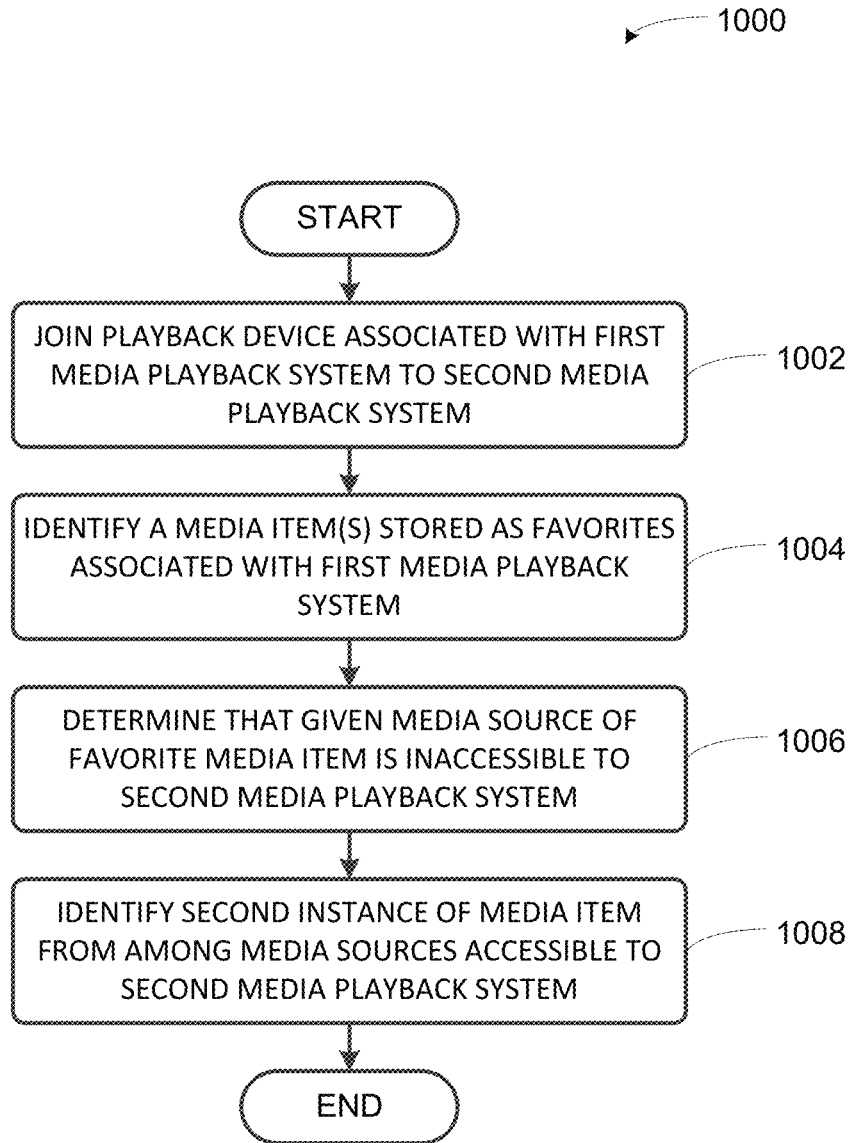 1000
START
JOIN PLAYBACK DEVICE ASSOCIATED WITH FIRST
MEDIA PLAYBACK SYSTEM TO SECOND MEDIA
PLAYBACK SYSTEM
1002
IDENTIFY A MEDIA ITEM(S) STORED AS FAVORITES
ASSOCIATED WITH FIRST MEDIA PLAYBACK
SYSTEM
1004
DETERMINE THAT GIVEN MEDIA SOURCE OF
FAVORITE MEDIA ITEM IS INACCESSIBLE TO
SECOND MEDIA PLAYBACK SYSTEM
1006
IDENTIFY SECOND INSTANCE OF MEDIA ITEM
FROM AMONG MEDIA SOURCES ACCESSIBLE TO
SECOND MEDIA PLAYBACK SYSTEM
1008
END